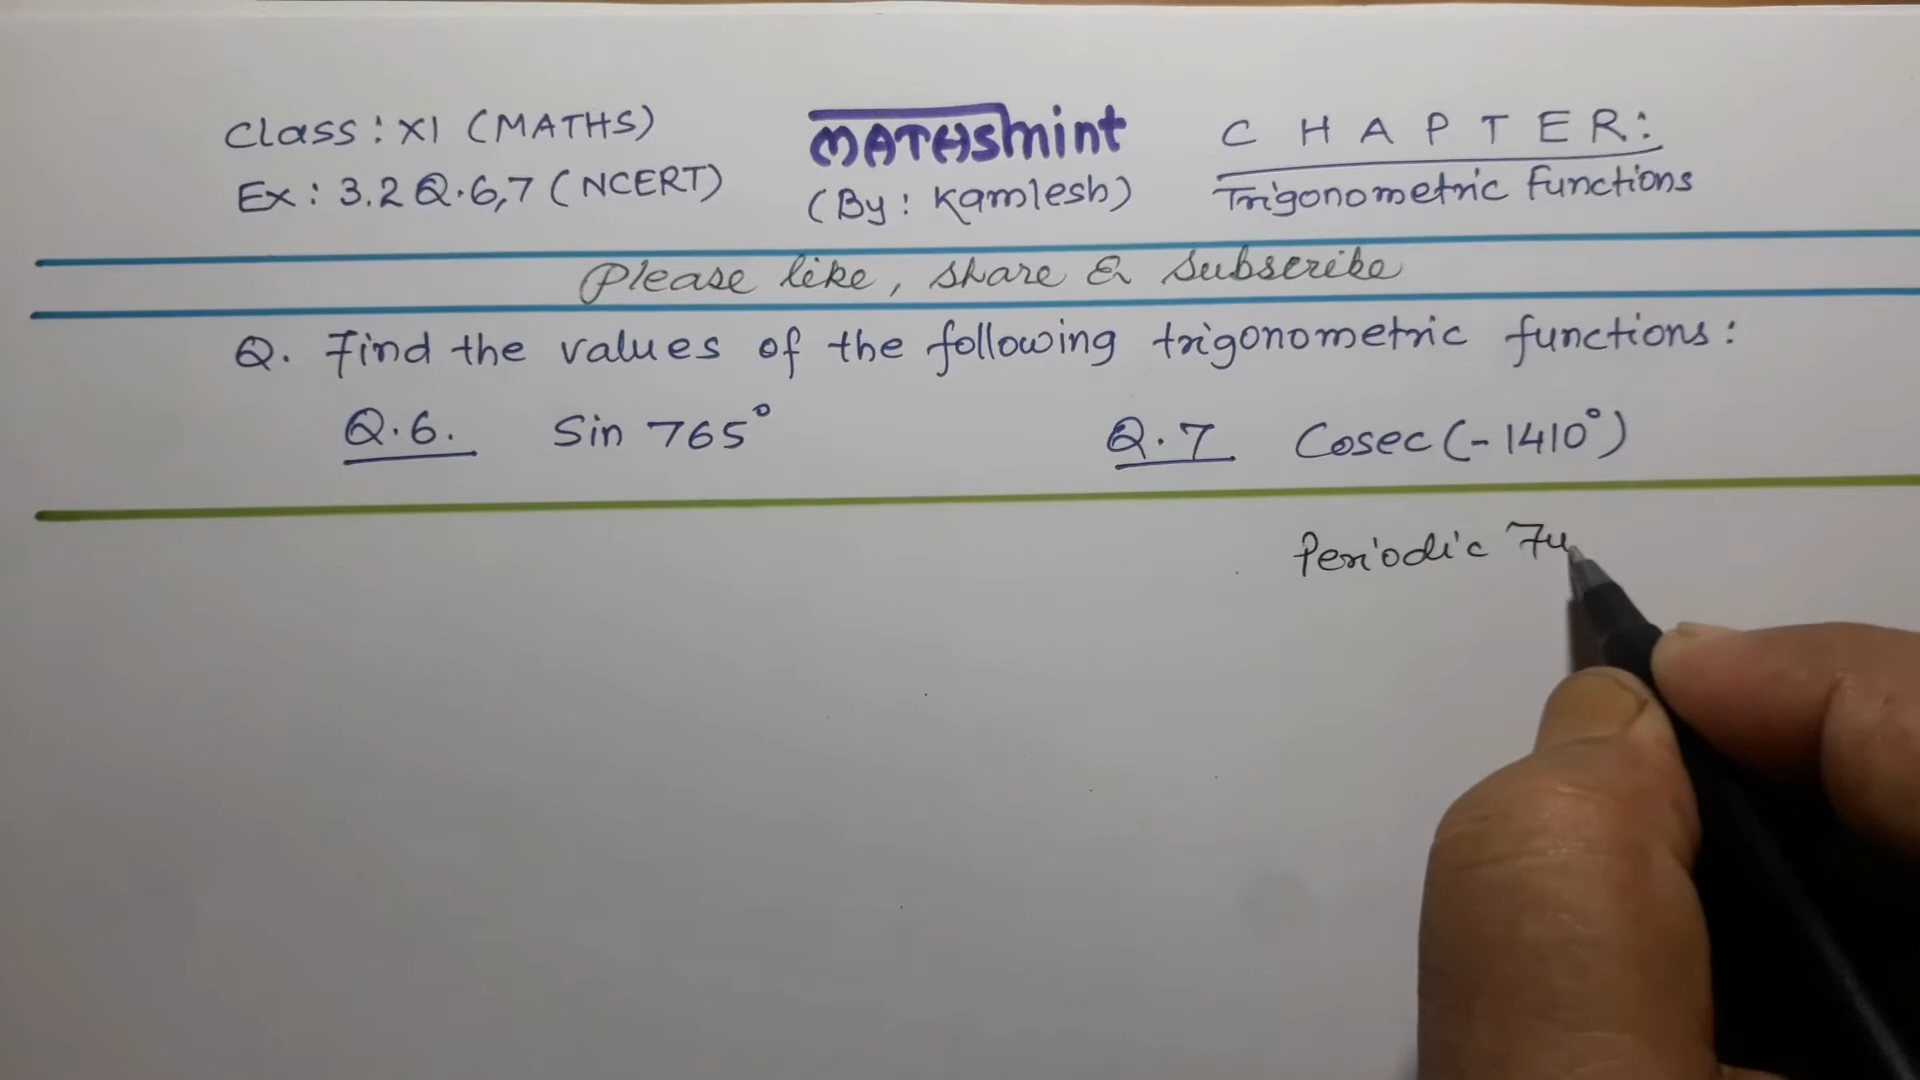 Class: XI (MATHS)
Ex: 3.2 Q.6,7 (NCERT)
MATHSmint
(By: Kamlesh)
CHAPTER:
Trigonometric Functions
Please like, share & Subscribe
Q. Find the values of the following trigonometric functions:
Q.6. Sin 765°
Q.7 Cosec (-1410°)
Periodic Fu